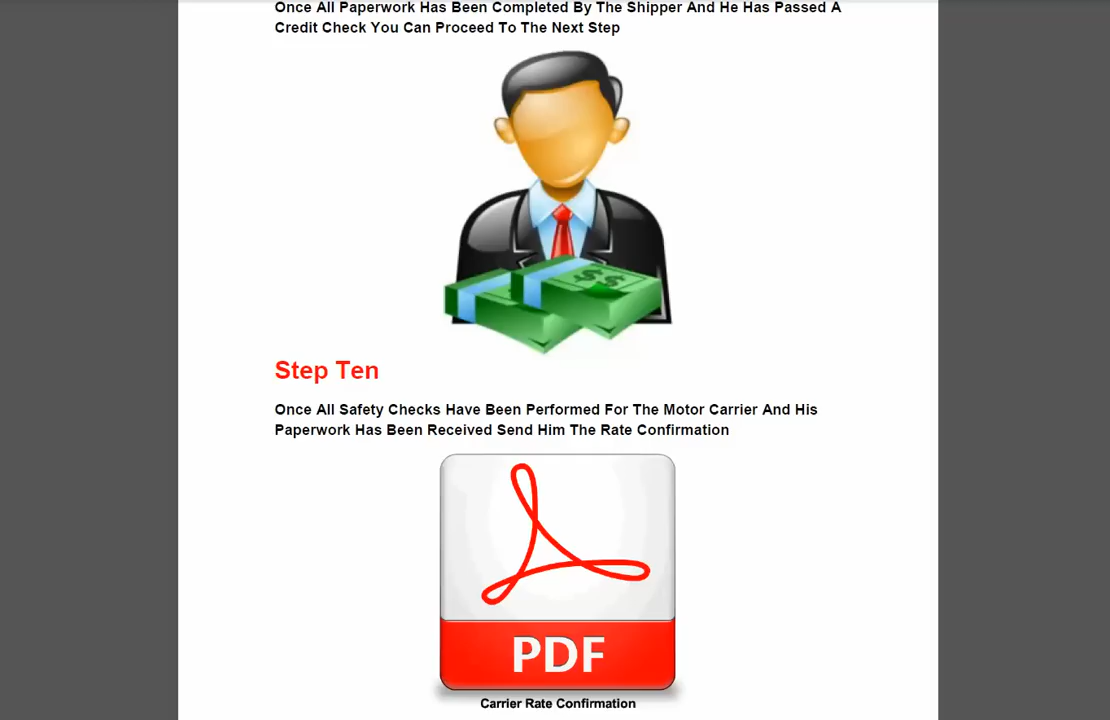 Once All Paperwork Has Been Completed By The Shipper And He Has Passed A
Credit Check You Can Proceed To The Next Step
Step Ten
Once All Safety Checks Have Been Performed For The Motor Carrier And His
Paperwork Has Been Received Send Him The Rate Confirmation
PDF
Carrier Rate Confirmation